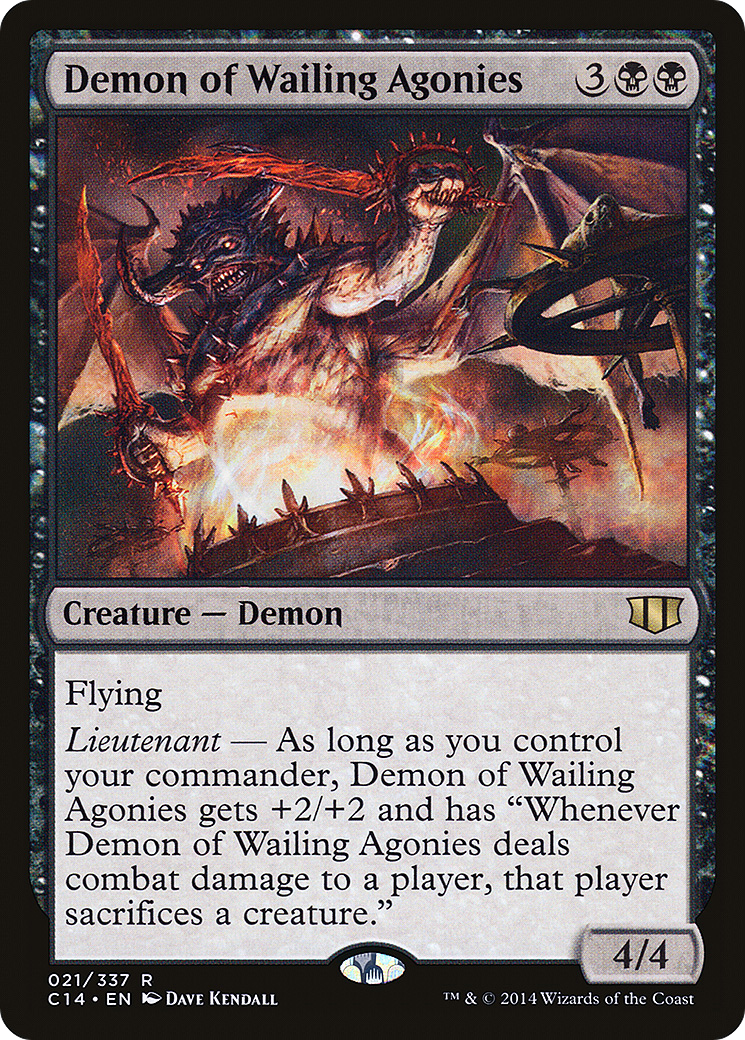 Demon of Wailing Agonies 3
Creature — Demon
Flying
Lieutenant — As long as you control
your commander, Demon of Wailing
Agonies gets +2/+2 and has “Whenever
Demon of Wailing Agonies deals
combat damage to a player, that player
sacrifices a creature.”
4/4
021/337 R
C14 • EN Dave Kendall
™ & © 2014 Wizards of the Coast